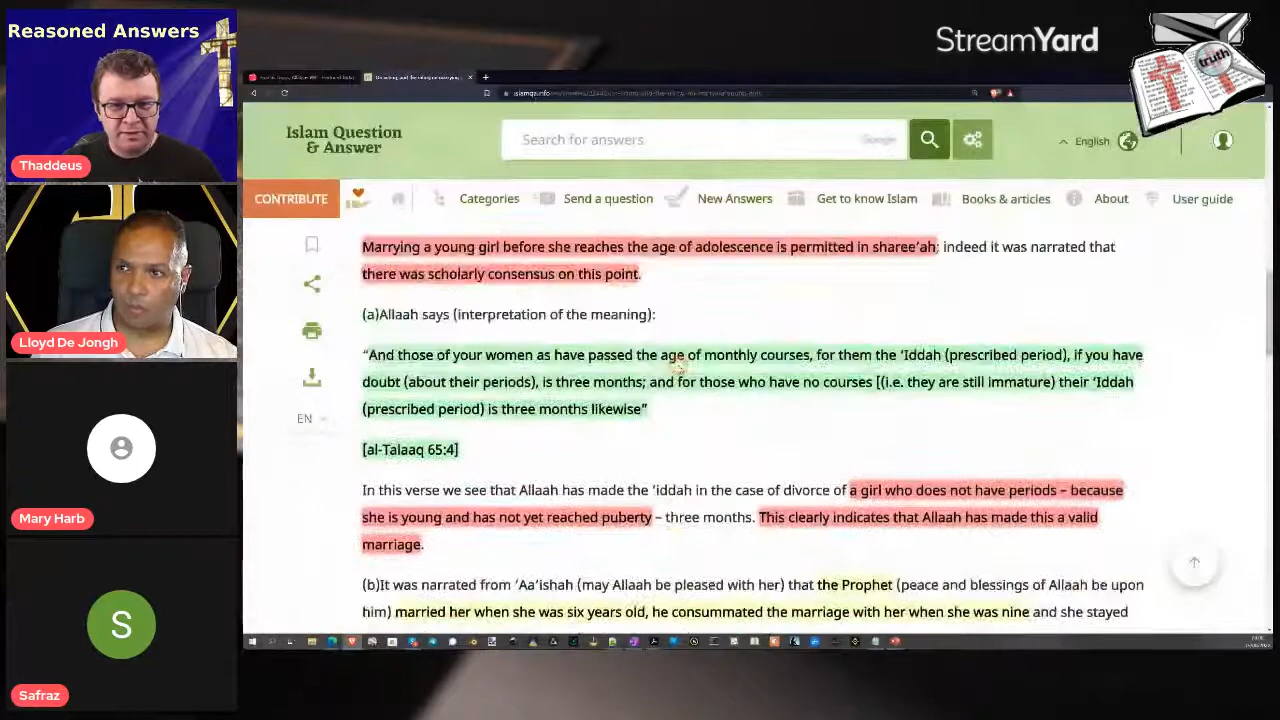 Reasoned Answers
Thaddeus
Lloyd De Jongh
Mary Harb
S
Safraz
StreamYard
truth
islamqa.info
Islam Question
& Answer
Search for answers
Google
English
CONTRIBUTE
Categories
Send a question
New Answers
Get to know Islam
Books & articles
About
User guide
Marrying a young girl before she reaches the age of adolescence is permitted in sharee’ah; indeed it was narrated that
there was scholarly consensus on this point.
(a)Allaah says (interpretation of the meaning):
“And those of your women as have passed the age of monthly courses, for them the ‘Iddah (prescribed period), if you have
doubt (about their periods), is three months; and for those who have no courses [(i.e. they are still immature) their ‘Iddah
(prescribed period) is three months likewise”
EN
[al-Talaaq 65:4]
In this verse we see that Allaah has made the ‘iddah in the case of divorce of a girl who does not have periods – because
she is young and has not yet reached puberty – three months. This clearly indicates that Allaah has made this a valid
marriage.
(b)It was narrated from ‘Aa’ishah (may Allaah be pleased with her) that the Prophet (peace and blessings of Allaah be upon
him) married her when she was six years old, he consummated the marriage with her when she was nine and she stayed